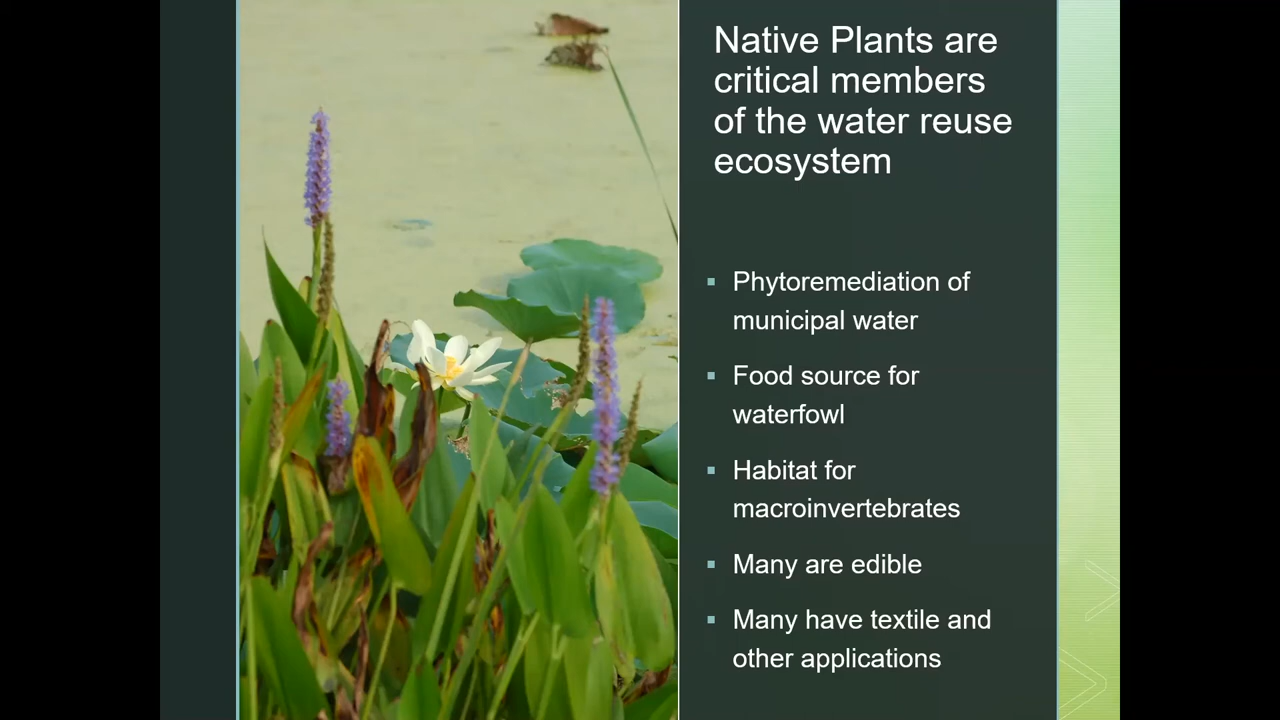 Native Plants are
critical members
of the water reuse
ecosystem
▪ Phytoremediation of
municipal water
▪ Food source for
waterfowl
▪ Habitat for
macroinvertebrates
▪ Many are edible
▪ Many have textile and
other applications